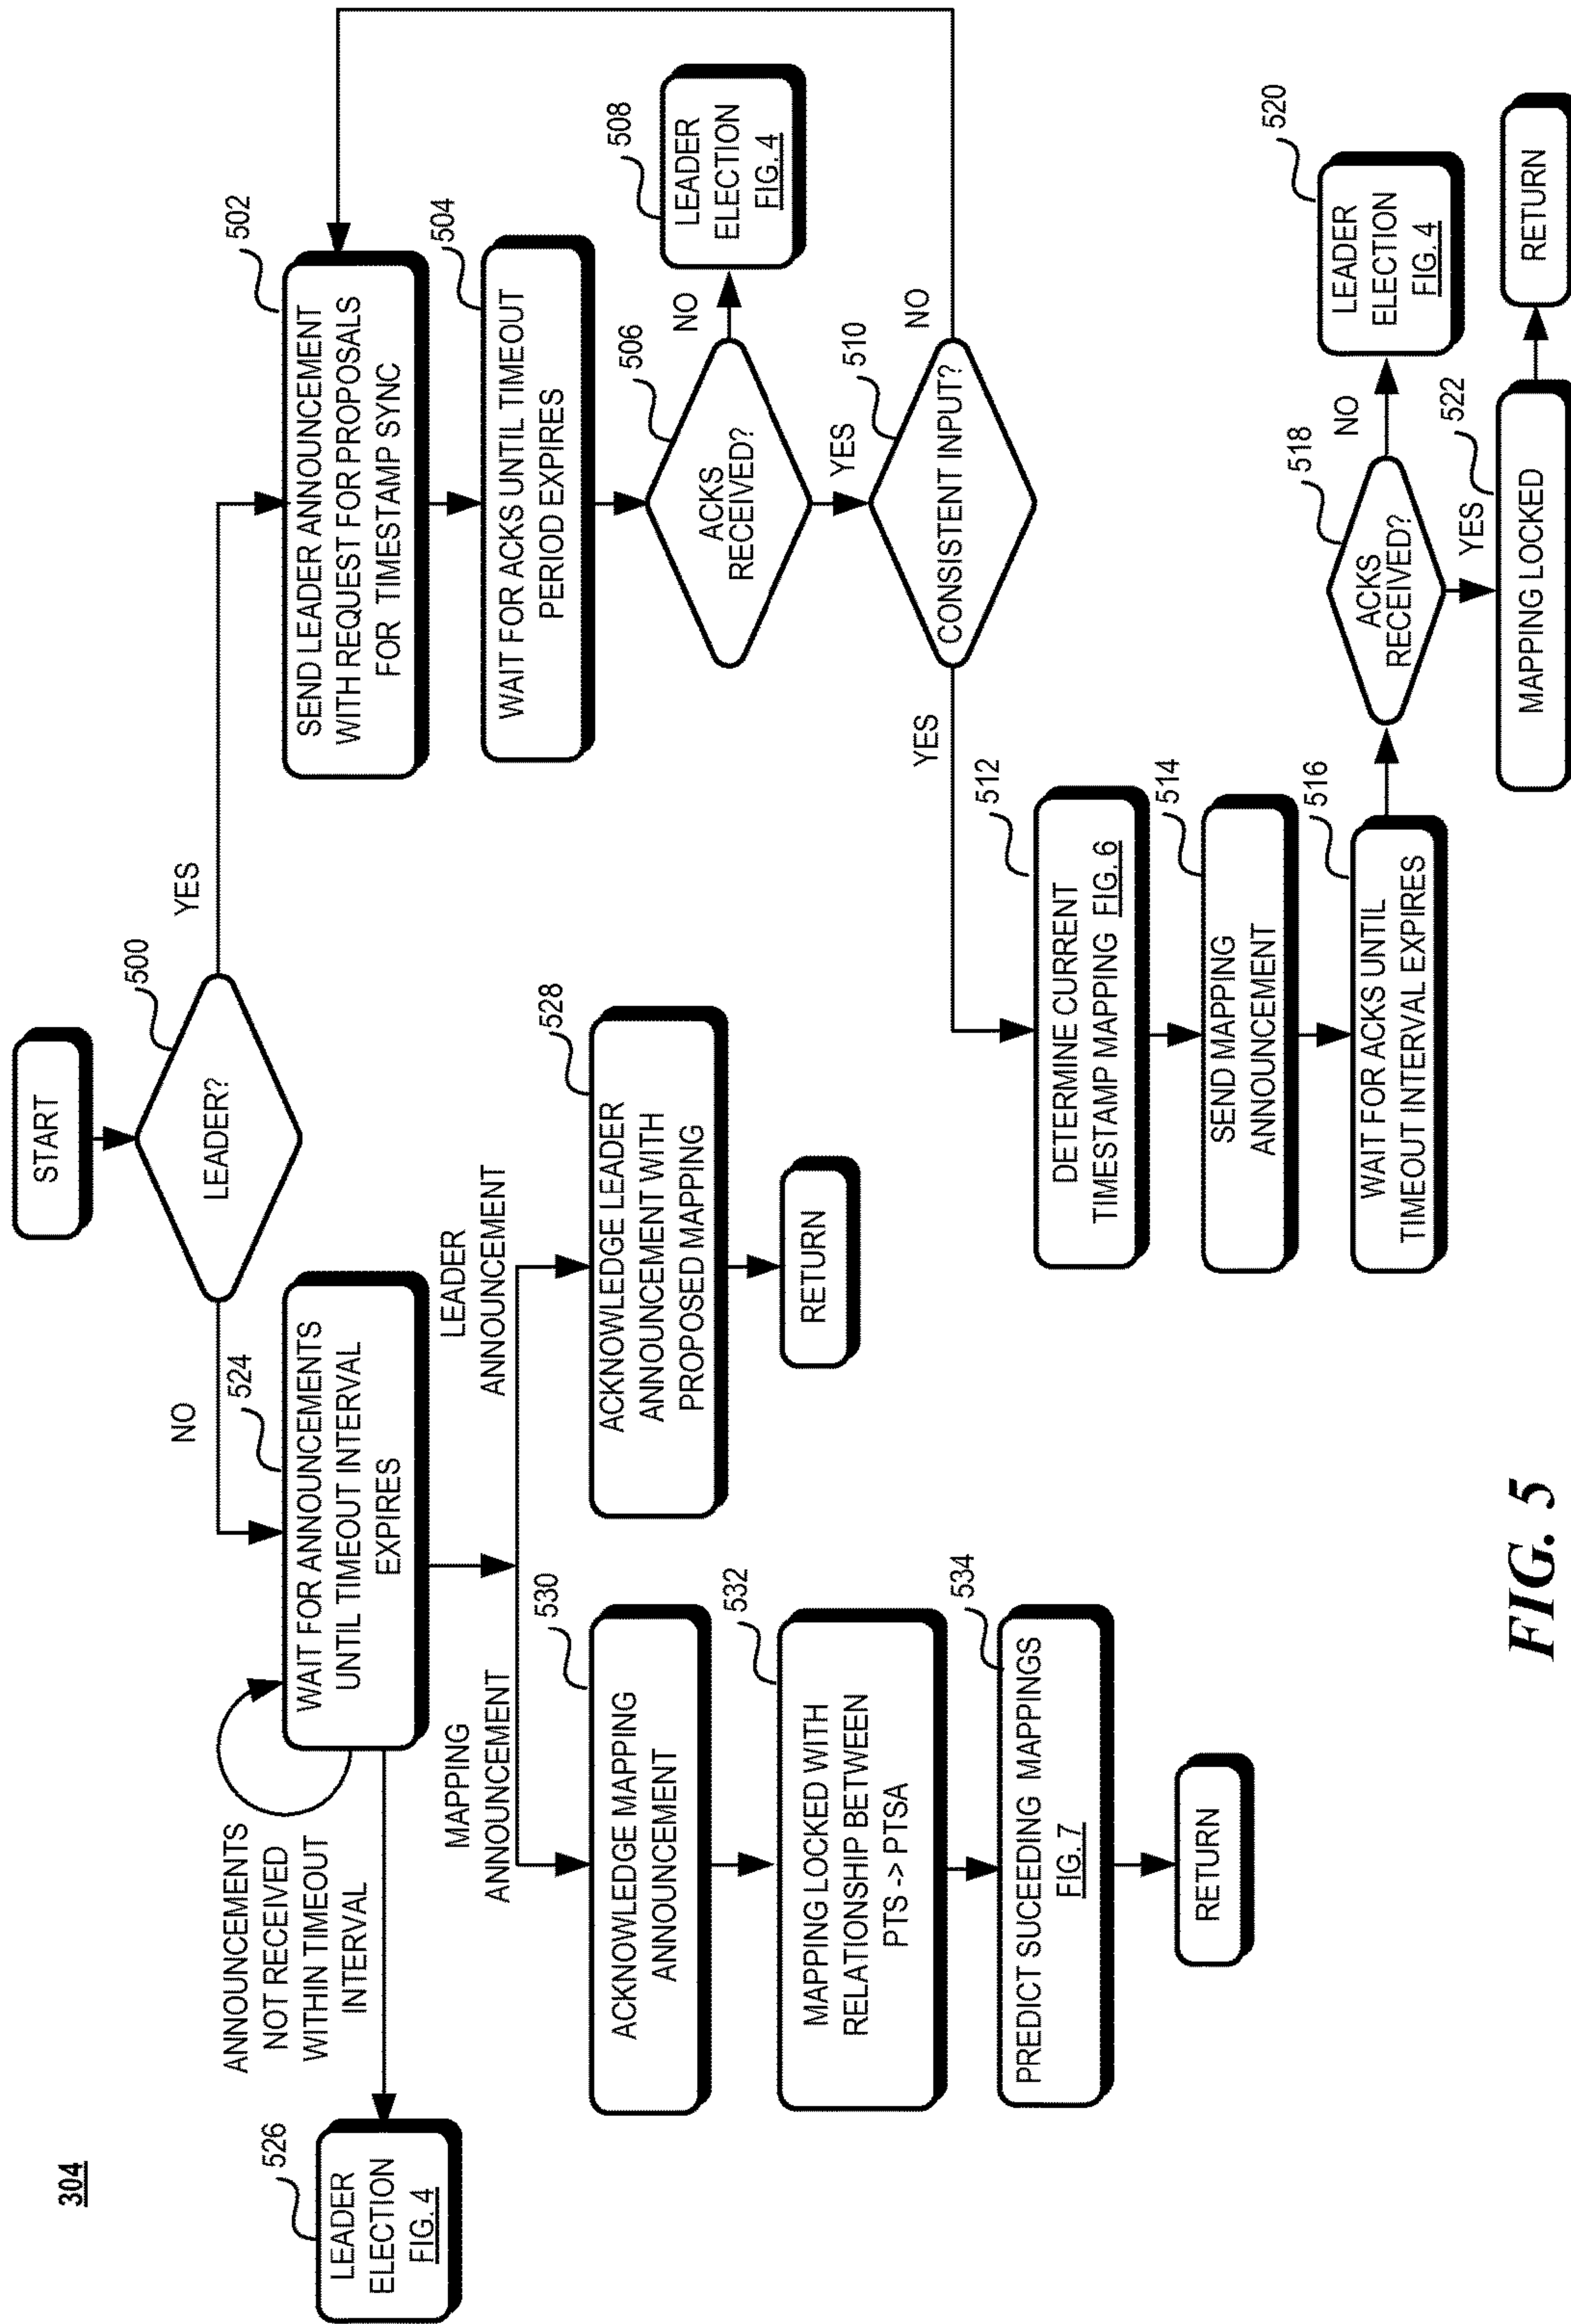 304
START
500
LEADER?
NO
YES
524
WAIT FOR ANNOUNCEMENTS
UNTIL TIMEOUT INTERVAL
EXPIRES
ANNOUNCEMENTS
NOT RECEIVED
WITHIN TIMEOUT
INTERVAL
526
LEADER
ELECTION
FIG. 4
MAPPING
ANNOUNCEMENT
LEADER
ANNOUNCEMENT
530
ACKNOWLEDGE MAPPING
ANNOUNCEMENT
532
MAPPING LOCKED WITH
RELATIONSHIP BETWEEN
PTS -> PTSA
534
PREDICT SUCEEDING MAPPINGS
FIG. 7
RETURN
528
ACKNOWLEDGE LEADER
ANNOUNCEMENT WITH
PROPOSED MAPPING
RETURN
502
SEND LEADER ANNOUNCEMENT
WITH REQUEST FOR PROPOSALS
FOR TIMESTAMP SYNC
504
WAIT FOR ACKS UNTIL TIMEOUT
PERIOD EXPIRES
506
ACKS
RECEIVED?
NO
508
LEADER
ELECTION
FIG. 4
YES
510
CONSISTENT INPUT?
NO
YES
512
DETERMINE CURRENT
TIMESTAMP MAPPING FIG. 6
514
SEND MAPPING
ANNOUNCEMENT
516
WAIT FOR ACKS UNTIL
TIMEOUT INTERVAL EXPIRES
518
ACKS
RECEIVED?
NO
520
LEADER
ELECTION
FIG. 4
YES
522
MAPPING LOCKED
RETURN
FIG. 5